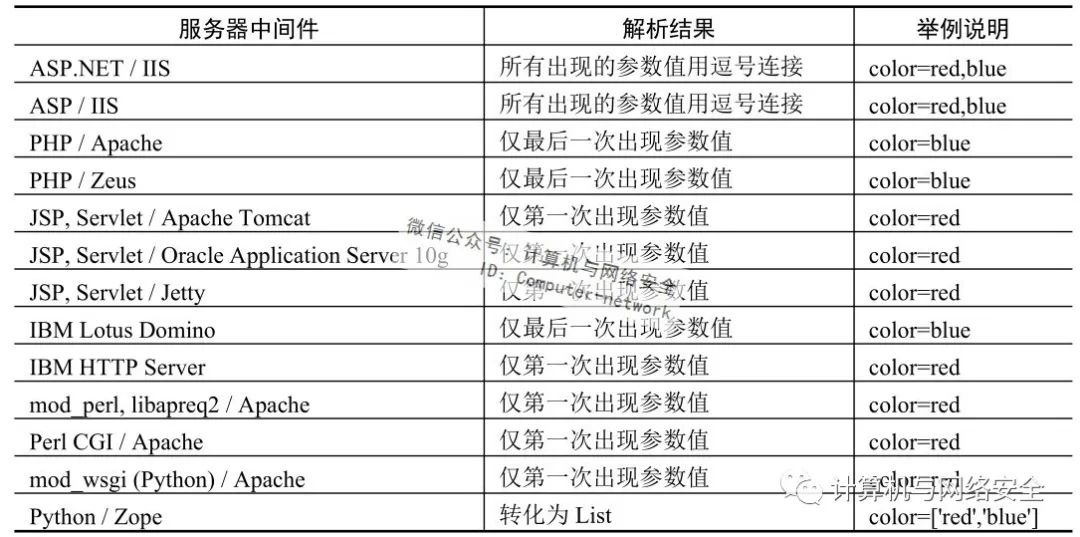 服务器中间件 解析结果 举例说明
ASP.NET / IIS 所有出现的参数值用逗号连接 color=red,blue
ASP / IIS 所有出现的参数值用逗号连接 color=red,blue
PHP / Apache 仅最后一次出现参数值 color=blue
PHP / Zeus 仅最后一次出现参数值 color=blue
JSP, Servlet / Apache Tomcat 仅第一次出现参数值 color=red
JSP, Servlet / Oracle Application Server 10g 仅第一次出现参数值 color=red
JSP, Servlet / Jetty 仅第一次出现参数值 color=red
IBM Lotus Domino 仅最后一次出现参数值 color=blue
IBM HTTP Server 仅第一次出现参数值 color=red
mod_perl, libapreq2 / Apache 仅第一次出现参数值 color=red
Perl CGI / Apache 仅第一次出现参数值 color=red
mod_wsgi (Python) / Apache 仅第一次出现参数值 color=red
Python / Zope 转化为 List color=['red','blue']
微信公众号：计算机与网络安全
ID: Computer-network
计算机与网络安全